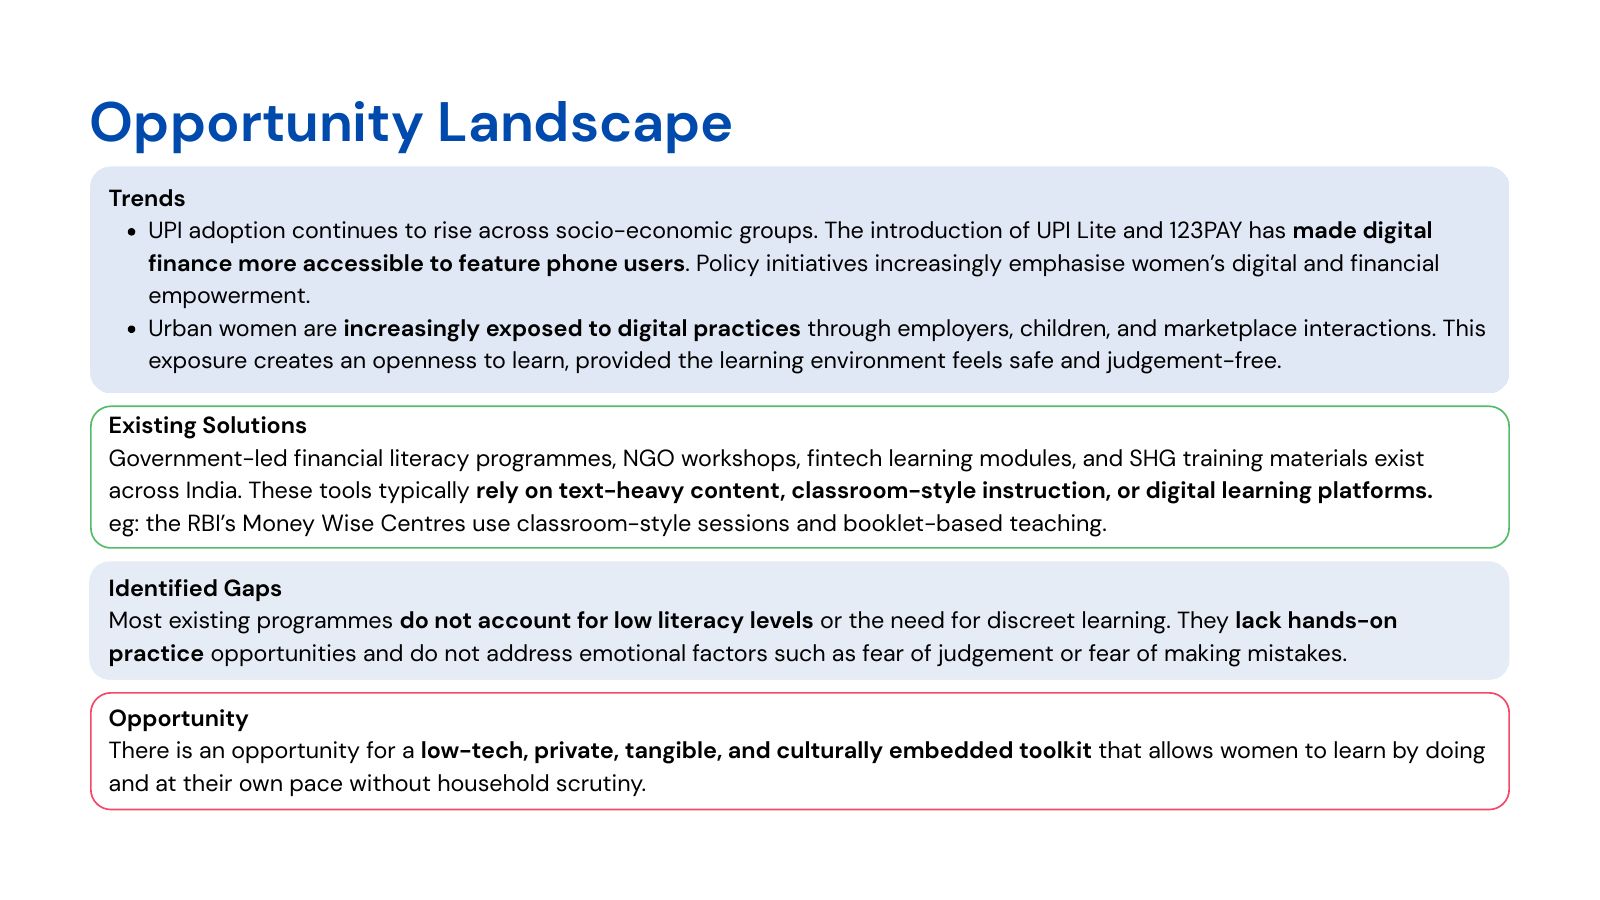 Opportunity Landscape
Trends
• UPI adoption continues to rise across socio-economic groups. The introduction of UPI Lite and 123PAY has made digital
finance more accessible to feature phone users. Policy initiatives increasingly emphasise women's digital and financial
empowerment.
• Urban women are increasingly exposed to digital practices through employers, children, and marketplace interactions. This
exposure creates an openness to learn, provided the learning environment feels safe and judgement-free.
Existing Solutions
Government-led financial literacy programmes, NGO workshops, fintech learning modules, and SHG training materials exist
across India. These tools typically rely on text-heavy content, classroom-style instruction, or digital learning platforms.
eg: the RBI's Money Wise Centres use classroom-style sessions and booklet-based teaching.
Identified Gaps
Most existing programmes do not account for low literacy levels or the need for discreet learning. They lack hands-on
practice opportunities and do not address emotional factors such as fear of judgement or fear of making mistakes.
Opportunity
There is an opportunity for a low-tech, private, tangible, and culturally embedded toolkit that allows women to learn by doing
and at their own pace without household scrutiny.